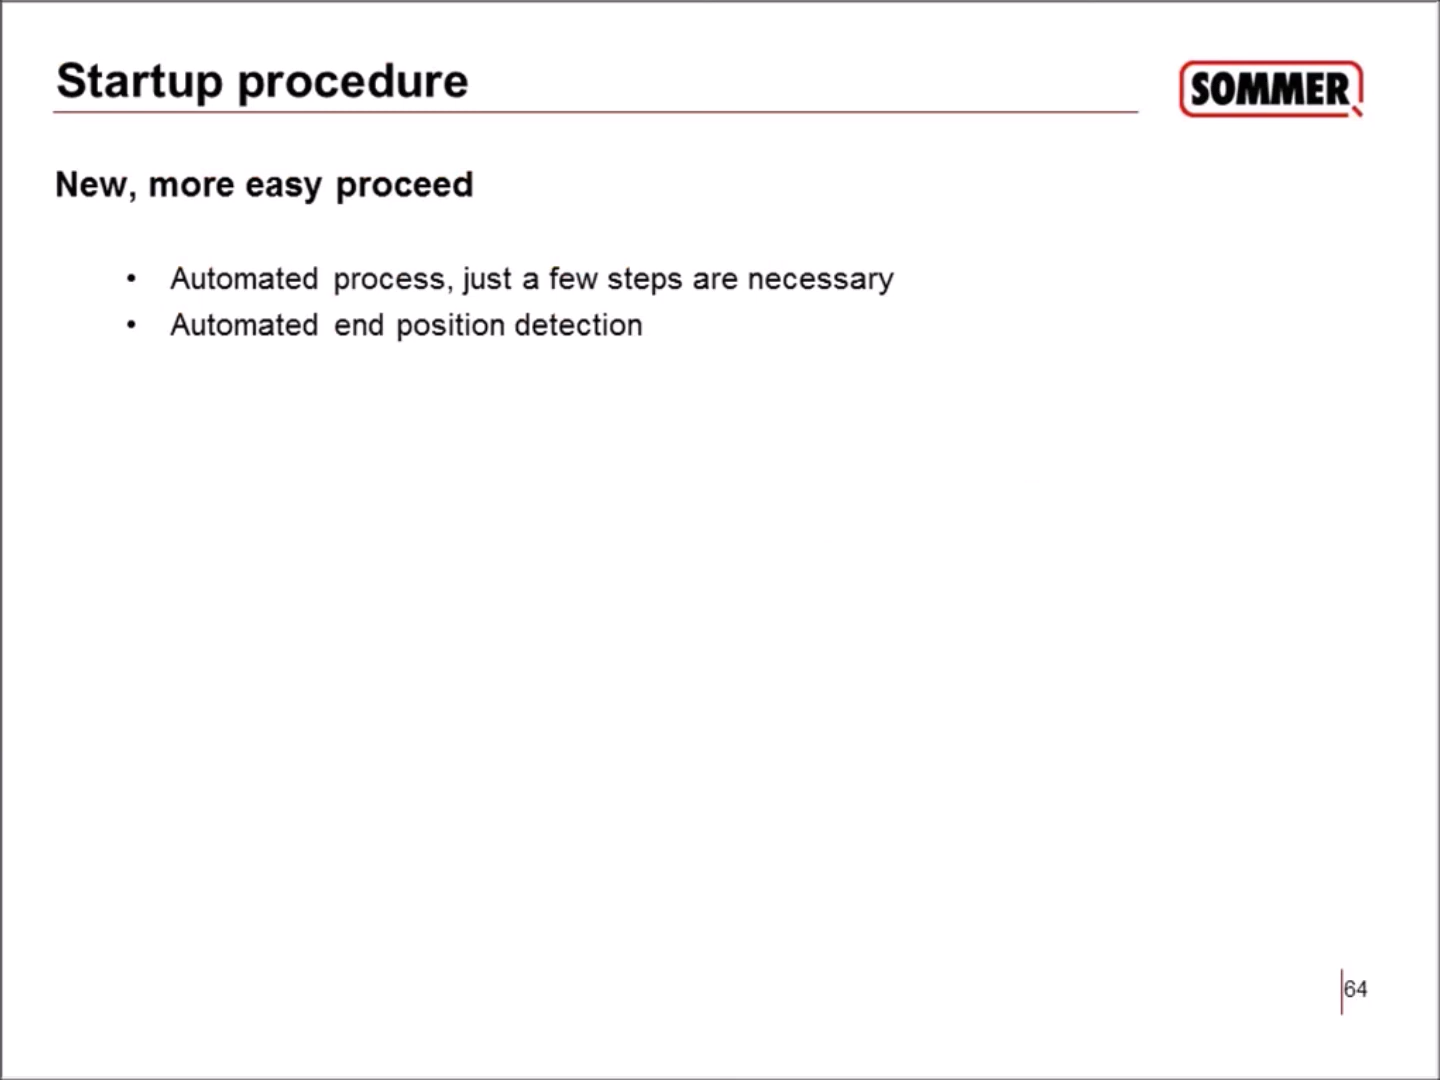 Startup procedure
SOMMER
New, more easy proceed
• Automated process, just a few steps are necessary
• Automated end position detection
64